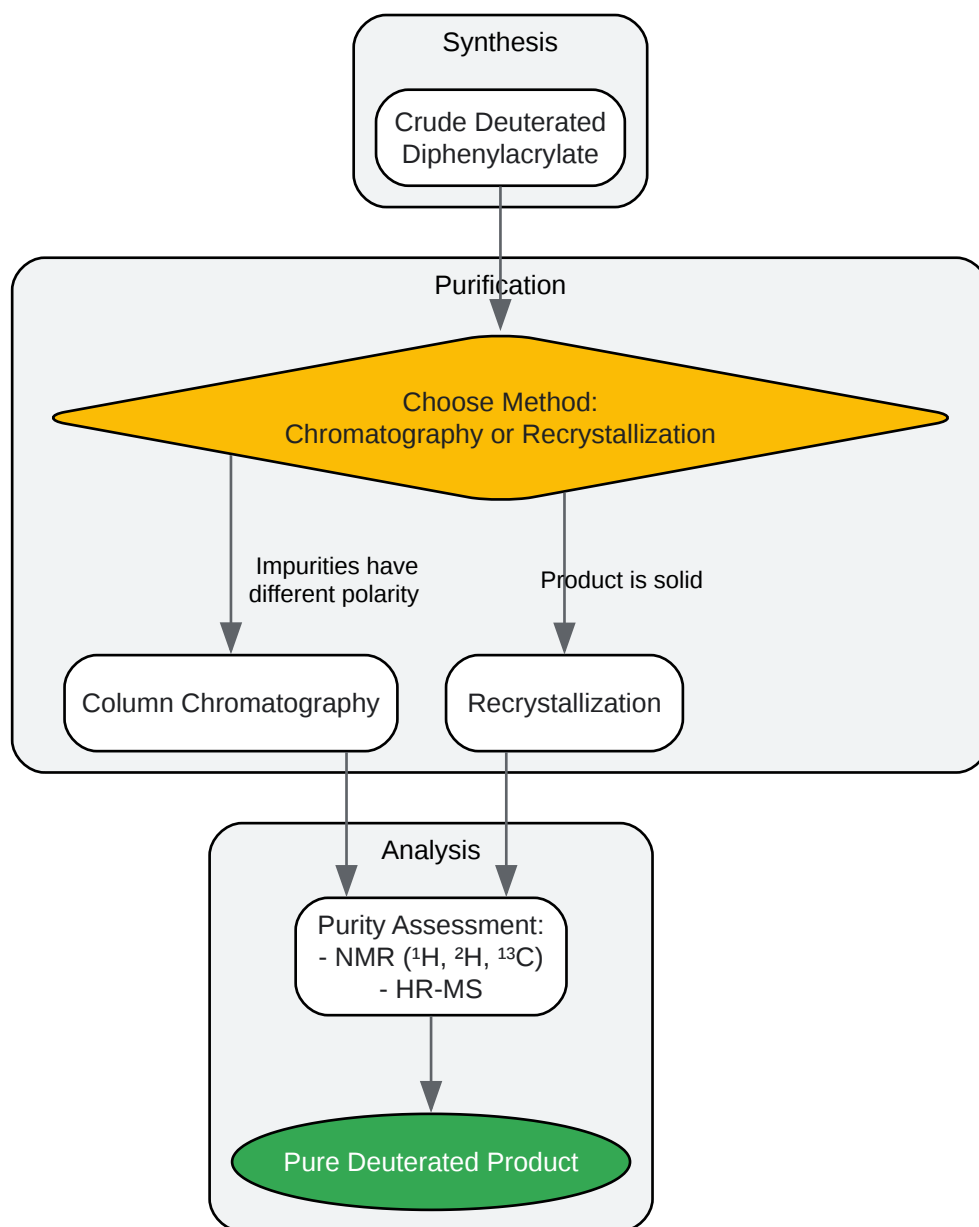 Synthesis
Crude Deuterated
Diphenylacrylate
Purification
Choose Method:
Chromatography or Recrystallization
Impurities have
different polarity
Product is solid
Column Chromatography
Recrystallization
Analysis
Purity Assessment:
- NMR (¹H, ²H, ¹³C)
- HR-MS
Pure Deuterated Product